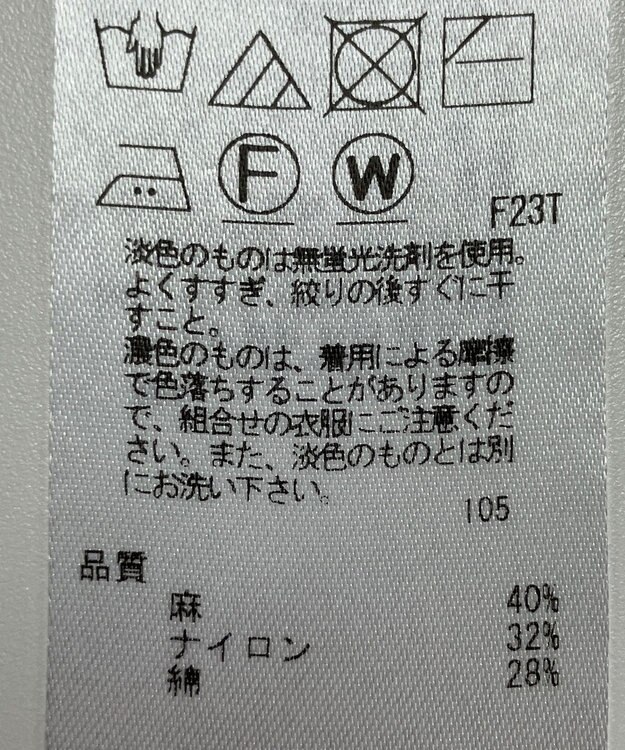 F
W
F23T
淡色のものは無蛍光洗剤を使用。
よくすすぎ、絞りの後すぐに干
すこと。
濃色のものは、着用による摩擦
で色落ちすることがありますの
で、組合せの衣服にご注意くだ
さい。また、淡色のものとは別
にお洗い下さい。
105
品質
麻 40%
ナイロン 32%
綿 28%